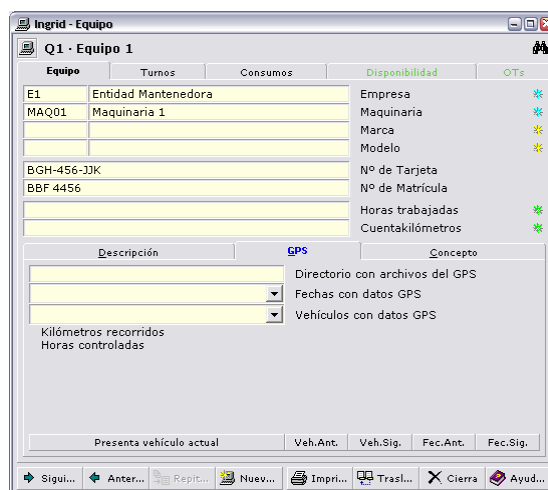 Ingrid - Equipo
Q1 · Equipo 1
Equipo Turnos Consumos Disponibilidad OTs
E1 Entidad Mantenedora Empresa
MAQ01 Maquinaria 1 Maquinaria
Marca
Modelo
BGH-456-JJK Nº de Tarjeta
BBF 4456 Nº de Matrícula
Horas trabajadas
Cuentakilómetros
Descripción GPS Concepto
Directorio con archivos del GPS
Fechas con datos GPS
Vehículos con datos GPS
Kilómetros recorridos
Horas controladas
Presenta vehículo actual Veh.Ant. Veh.Sig. Fec.Ant. Fec.Sig.
Sigui... Anter... Repit... Nuev... Impri... Trasl... Cierra Ayud...